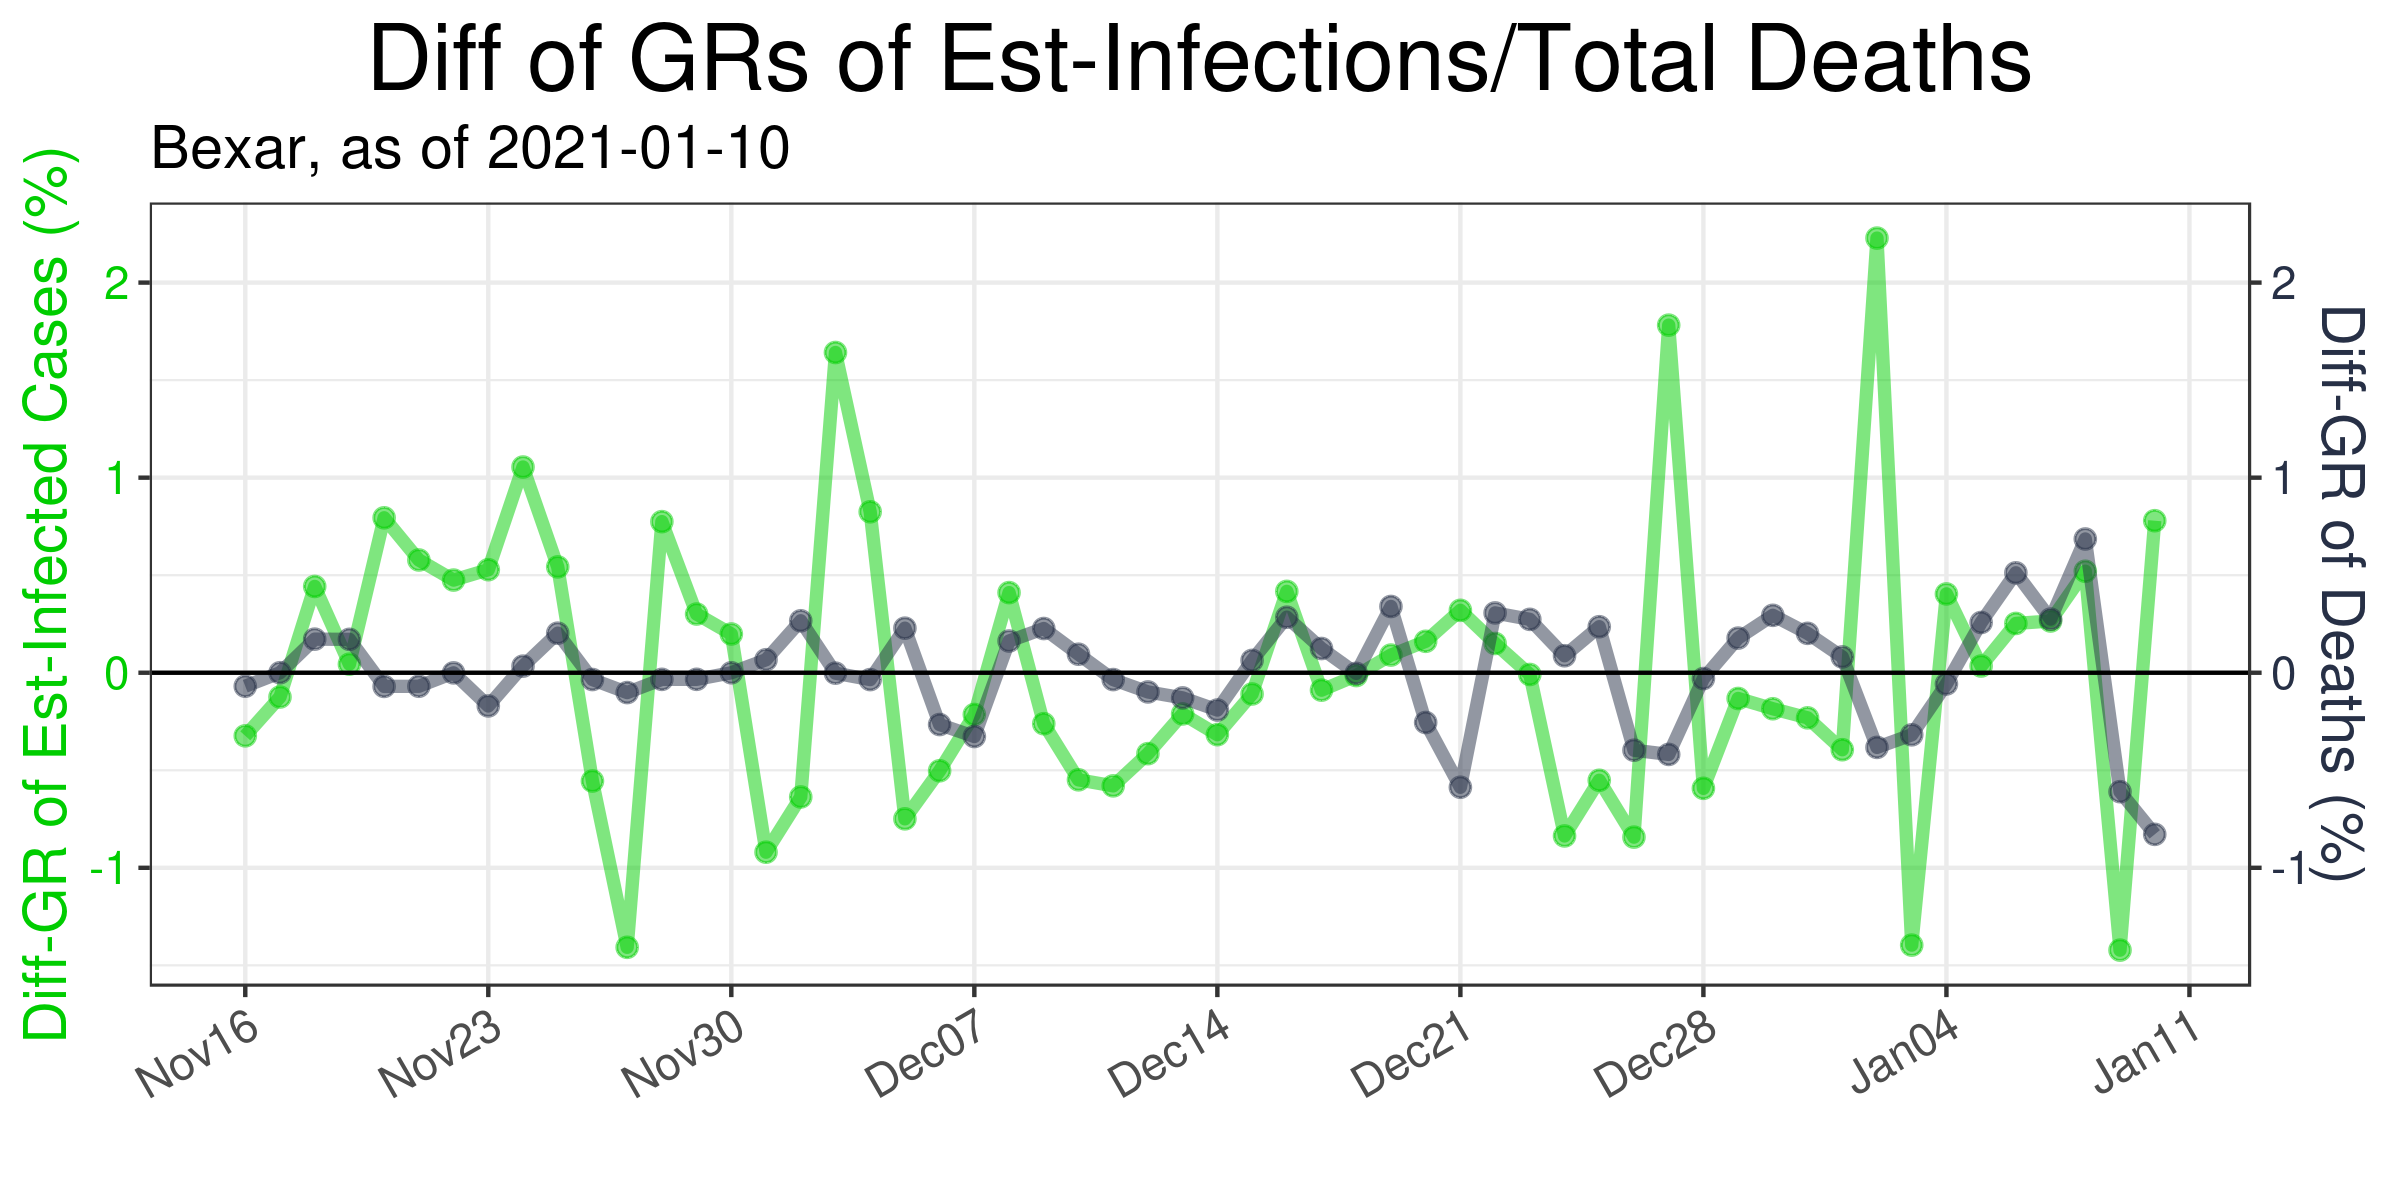 Diff of GRs of Est-Infections/Total Deaths
Bexar, as of 2021-01-10
Diff-GR of Est-Infected Cases (%)
2
1
0
-1
2
1
0
-1
Diff-GR of Deaths (%)
Nov16
Nov23
Nov30
Dec07
Dec14
Dec21
Dec28
Jan04
Jan11